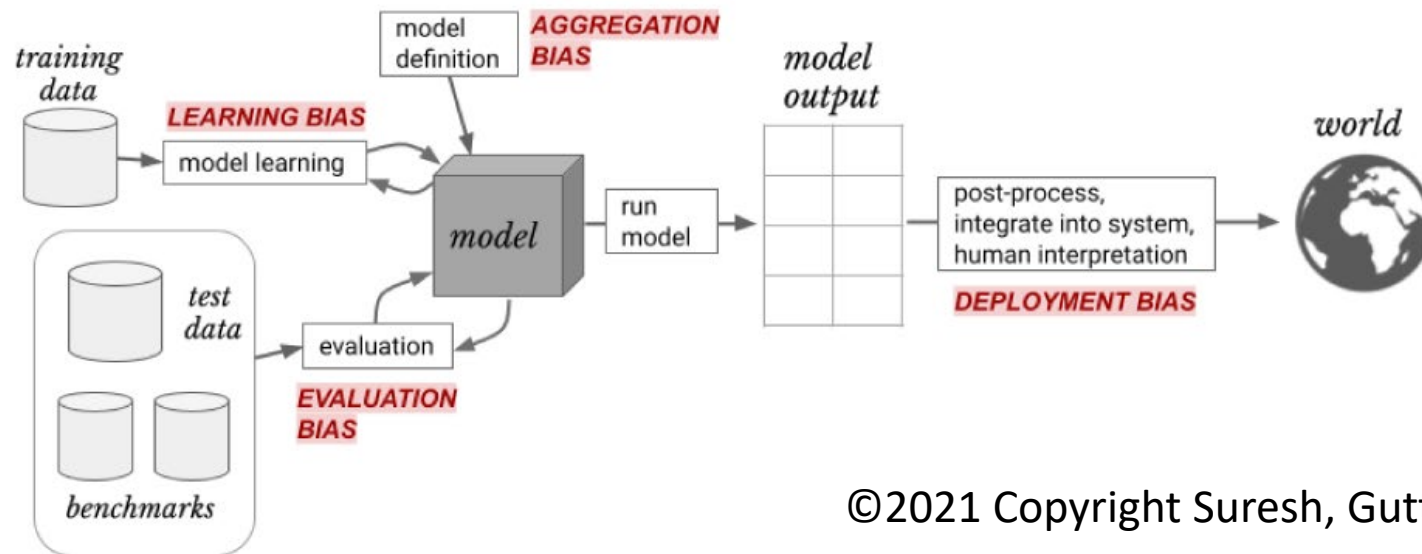 training
data
LEARNING BIAS
model learning
model
definition
AGGREGATION
BIAS
model
test
data
benchmarks
evaluation
EVALUATION
BIAS
run
model
model
output
post-process,
integrate into system,
human interpretation
DEPLOYMENT BIAS
world
©2021 Copyright Suresh,